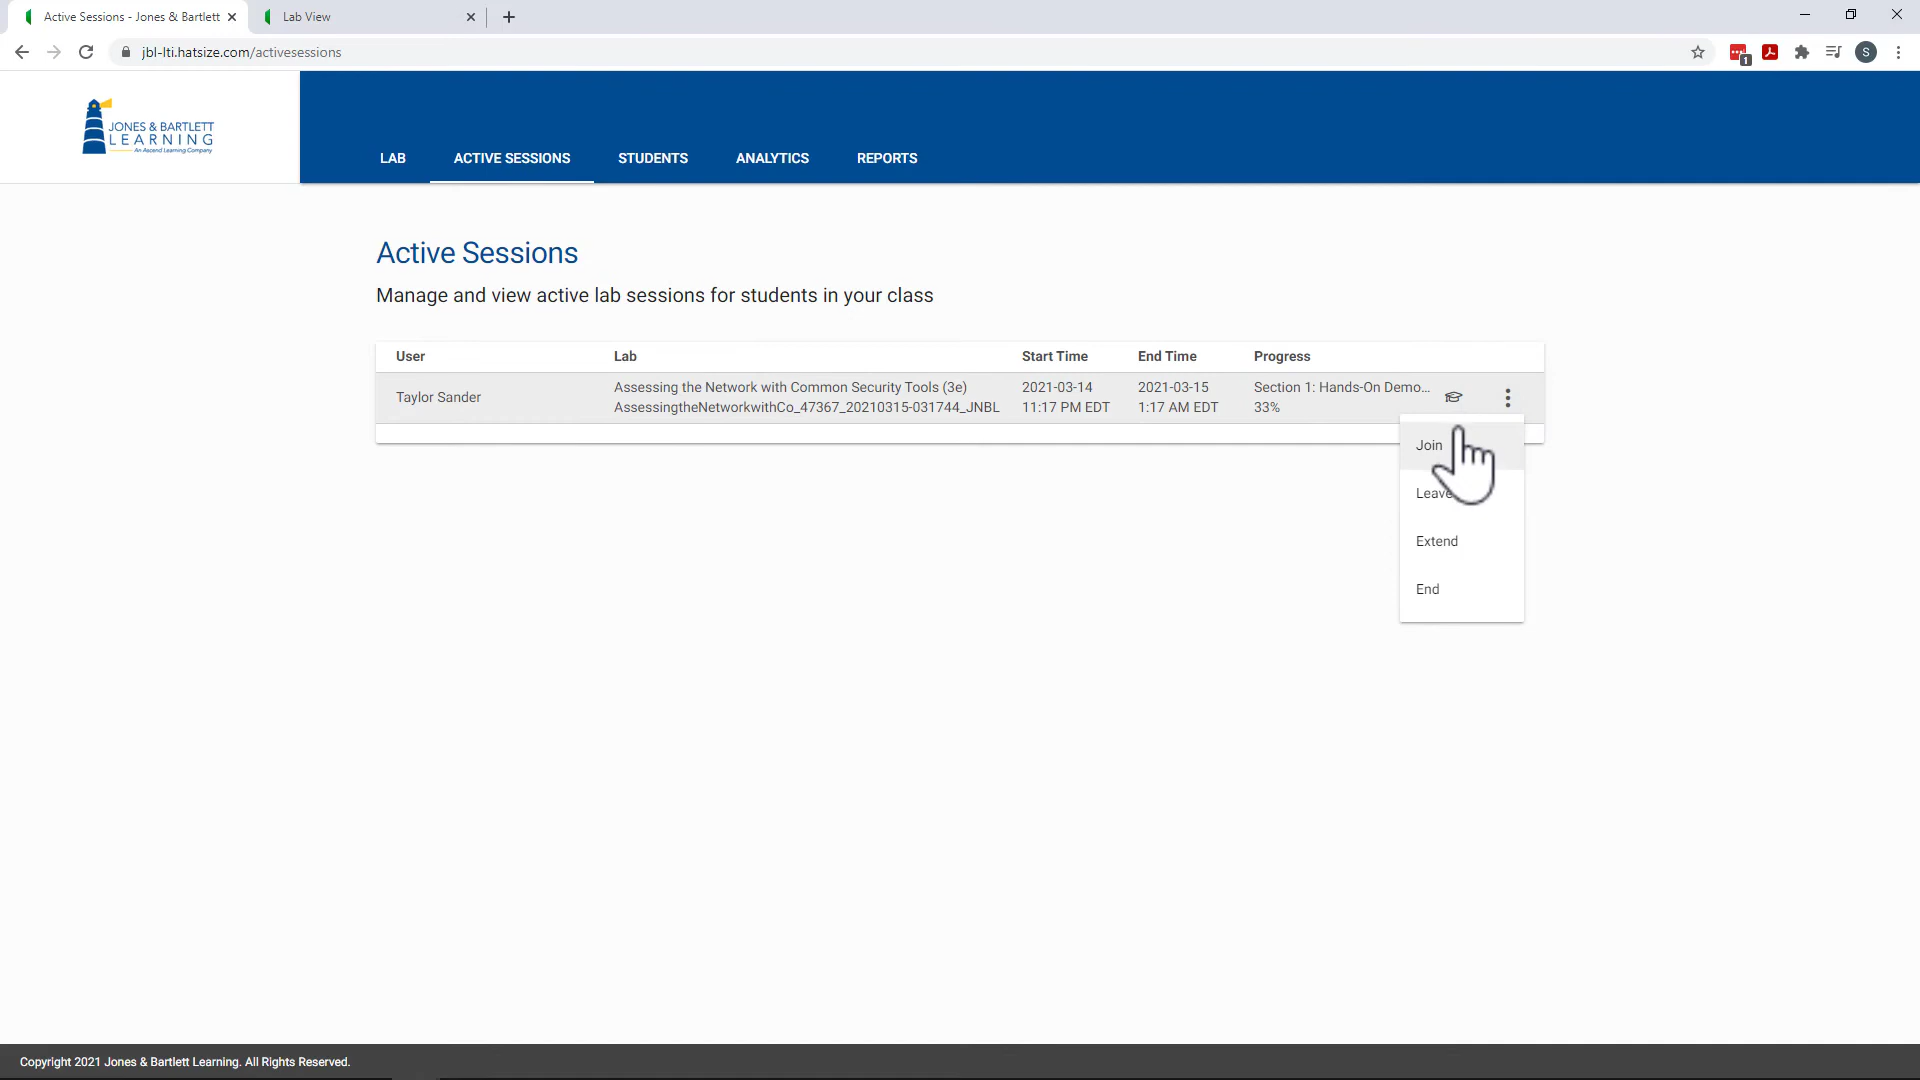 Active Sessions - Jones & Bartlett
Lab View
jbl-lti.hatsize.com/activesessions
1
S
JONES & BARTLETT
LEARNING
An Ascend Learning Company
LAB
ACTIVE SESSIONS
STUDENTS
ANALYTICS
REPORTS
Active Sessions
Manage and view active lab sessions for students in your class
User
Lab
Start Time
End Time
Progress
Taylor Sander
Assessing the Network with Common Security Tools (3e)
AssessingtheNetworkwithCo_47367_20210315-031744_JNBL
2021-03-14
11:17 PM EDT
2021-03-15
1:17 AM EDT
Section 1: Hands-On Demo...
33%
Join
Leave
Extend
End
Copyright 2021 Jones & Bartlett Learning. All Rights Reserved.